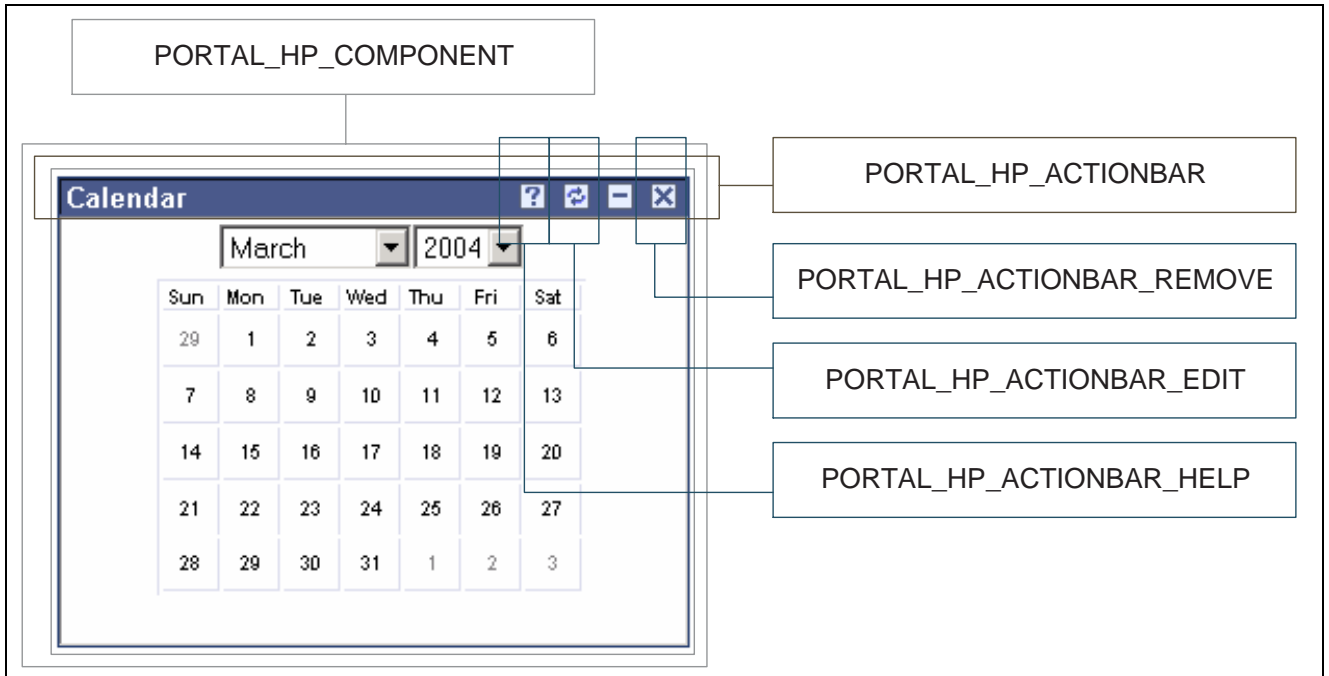 PORTAL_HP_COMPONENT
PORTAL_HP_ACTIONBAR
Calendar ?
PORTAL_HP_ACTIONBAR_REMOVE
March 2004
Sun Mon Tue Wed Thu Fri Sat
29 1 2 3 4 5 6
7 8 9 10 11 12 13
14 15 16 17 18 19 20
21 22 23 24 25 26 27
28 29 30 31 1 2 3
PORTAL_HP_ACTIONBAR_EDIT
PORTAL_HP_ACTIONBAR_HELP